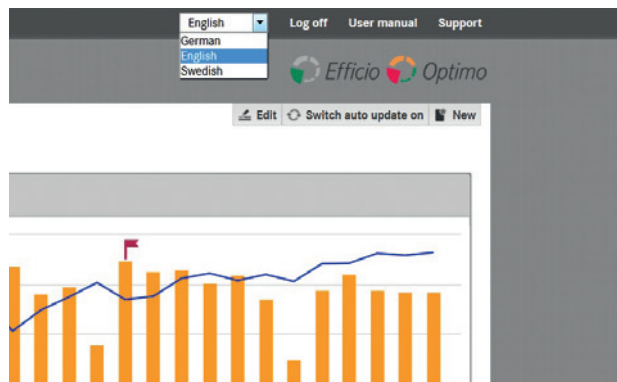 English Log off User manual Support
German
English
Swedish
Efficio Optimo
Edit Switch auto update on New